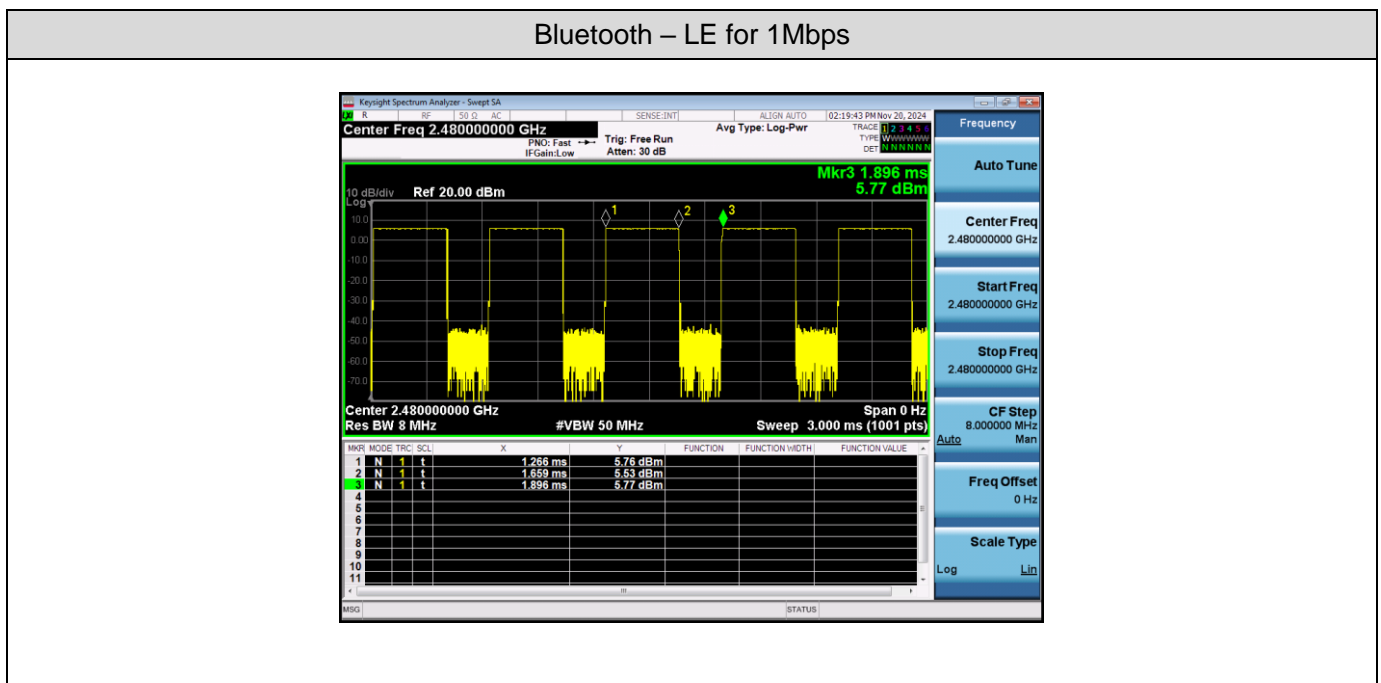 Bluetooth – LE for 1Mbps
Keysight Spectrum Analyzer - Swept SA
R RF 50 Ω AC SENSE:INT ALIGN AUTO 02:19:43 PM Nov 20, 2024
Center Freq 2.480000000 GHz
PNO: Fast
IFGain:Low
Trig: Free Run
Atten: 30 dB
Avg Type: Log-Pwr
TRACE 1 2 3 4 5 6
TYPE WWWWWW
DET N N N N N N
Mkr3 1.896 ms
5.77 dBm
10 dB/div Ref 20.00 dBm
Log
10.0
0.00
-10.0
-20.0
-30.0
-40.0
-50.0
-60.0
-70.0
1
2
3
Center 2.480000000 GHz Span 0 Hz
Res BW 8 MHz #VBW 50 MHz Sweep 3.000 ms (1001 pts)
MKR MODE TRC SCL X Y FUNCTION FUNCTION WIDTH FUNCTION VALUE
1 N 1 t 1.266 ms 5.76 dBm
2 N 1 t 1.659 ms 5.53 dBm
3 N 1 t 1.896 ms 5.77 dBm
4
5
6
7
8
9
10
11
MSG STATUS
Frequency
Auto Tune
Center Freq
2.480000000 GHz
Start Freq
2.480000000 GHz
Stop Freq
2.480000000 GHz
CF Step
8.000000 MHz
Auto Man
Freq Offset
0 Hz
Scale Type
Log Lin